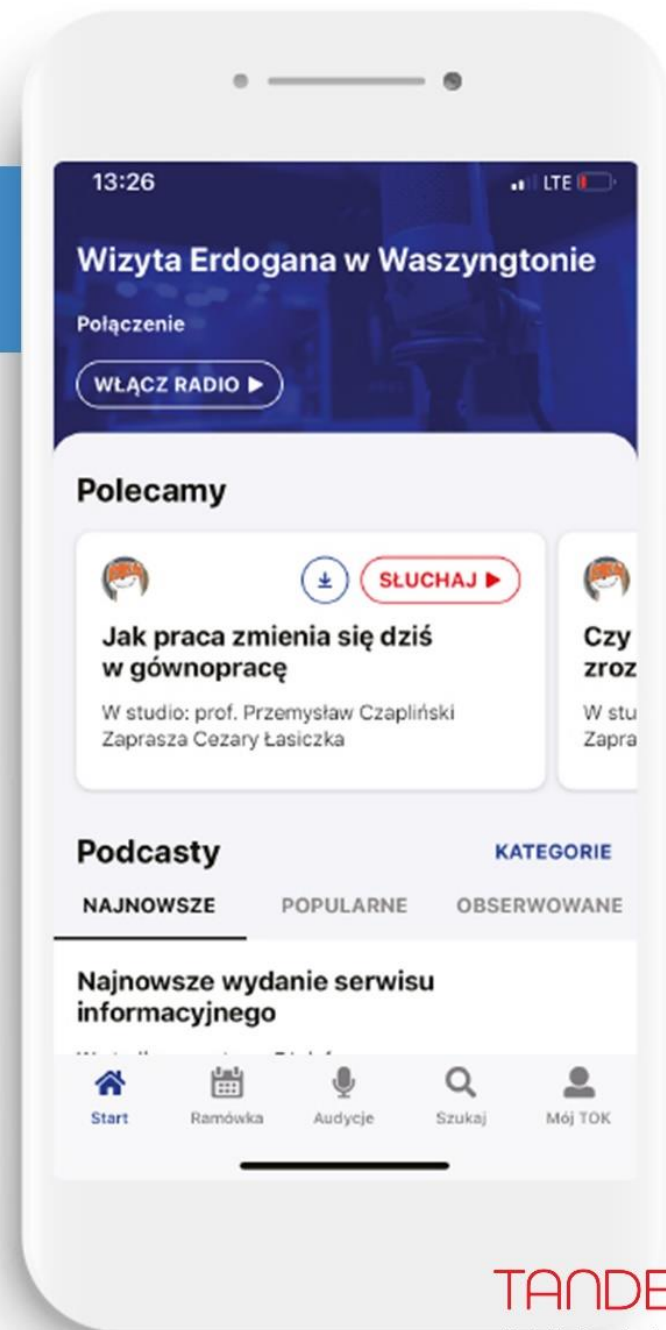 13:26
LTE
Wizyta Erdogana w Waszyngtonie
Połączenie
WŁĄCZ RADIO
Polecamy
SŁUCHAJ
Jak praca zmienia się dziś
w gównopracę
W studio: prof. Przemysław Czapliński
Zaprasza Cezary Łasiczka
Czy
zroz
W stu
Zapra
Podcasty
KATEGORIE
NAJNOWSZE POPULARNE OBSERWOWANE
Najnowsze wydanie serwisu
informacyjnego
Start Ramówka Audycje Szukaj Mój TOK
TANDE